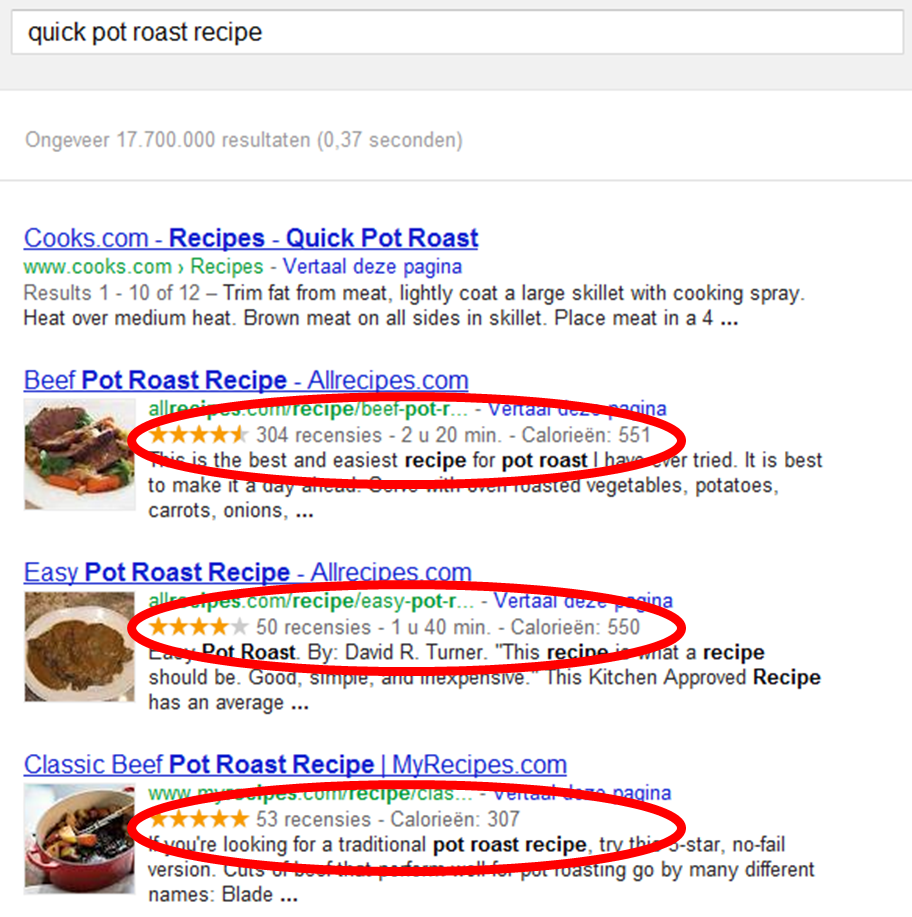 quick pot roast recipe
Ongeveer 17.700.000 resultaten (0,37 seconden)
Cooks.com - Recipes - Quick Pot Roast
www.cooks.com › Recipes - Vertaal deze pagina
Results 1 - 10 of 12 – Trim fat from meat, lightly coat a large skillet with cooking spray.
Heat over medium heat. Brown meat on all sides in skillet. Place meat in a 4 ...
Beef Pot Roast Recipe - Allrecipes.com
allrecipes.com/recipe/beef-pot-r... - Vertaal deze pagina
304 recensies - 2 u 20 min. - Calorieën: 551
This is the best and easiest recipe for pot roast I have ever tried. It is best
to make it a day ahead. Serve with oven roasted vegetables, potatoes,
carrots, onions, ...
Easy Pot Roast Recipe - Allrecipes.com
allrecipes.com/recipe/easy-pot-r... - Vertaal deze pagina
50 recensies - 1 u 40 min. - Calorieën: 550
Easy Pot Roast. By: David R. Turner. "This recipe is what a recipe
should be. Good, simple, and inexpensive." This Kitchen Approved Recipe
has an average ...
Classic Beef Pot Roast Recipe | MyRecipes.com
www.myrecipes.com/recipe/clas... - Vertaal deze pagina
53 recensies - Calorieën: 307
If you're looking for a traditional pot roast recipe, try this 5-star, no-fail
version. Cuts of beef that perform well for pot roasting go by many different
names: Blade ...